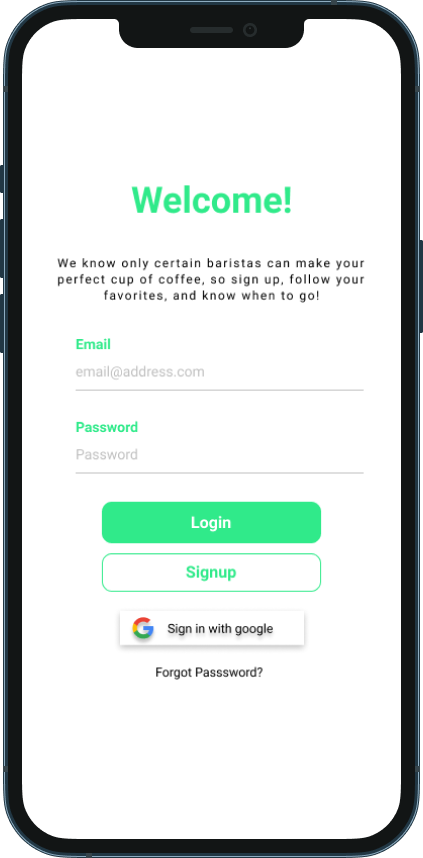 Welcome!
We know only certain baristas can make your
perfect cup of coffee, so sign up, follow your
favorites, and know when to go!
Email
email@address.com
Password
Password
Login
Signup
Sign in with google
Forgot Passsword?